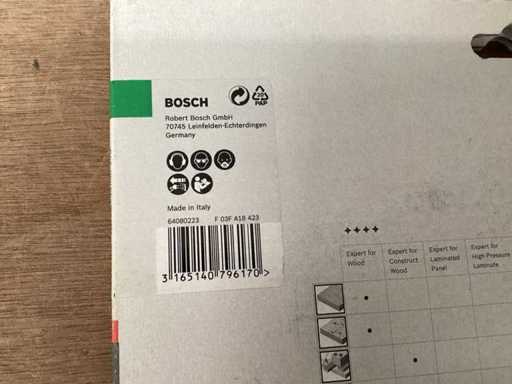 BOSCH
20
PAP
Robert Bosch GmbH
70745 Leinfelden-Echterdingen
Germany
Made in Italy
64080223 F 03F A18 423
3 165140 796170 >
Expert for Wood
Expert for Construct Wood
Expert for Laminated Panel
Expert for High Pressure Laminate